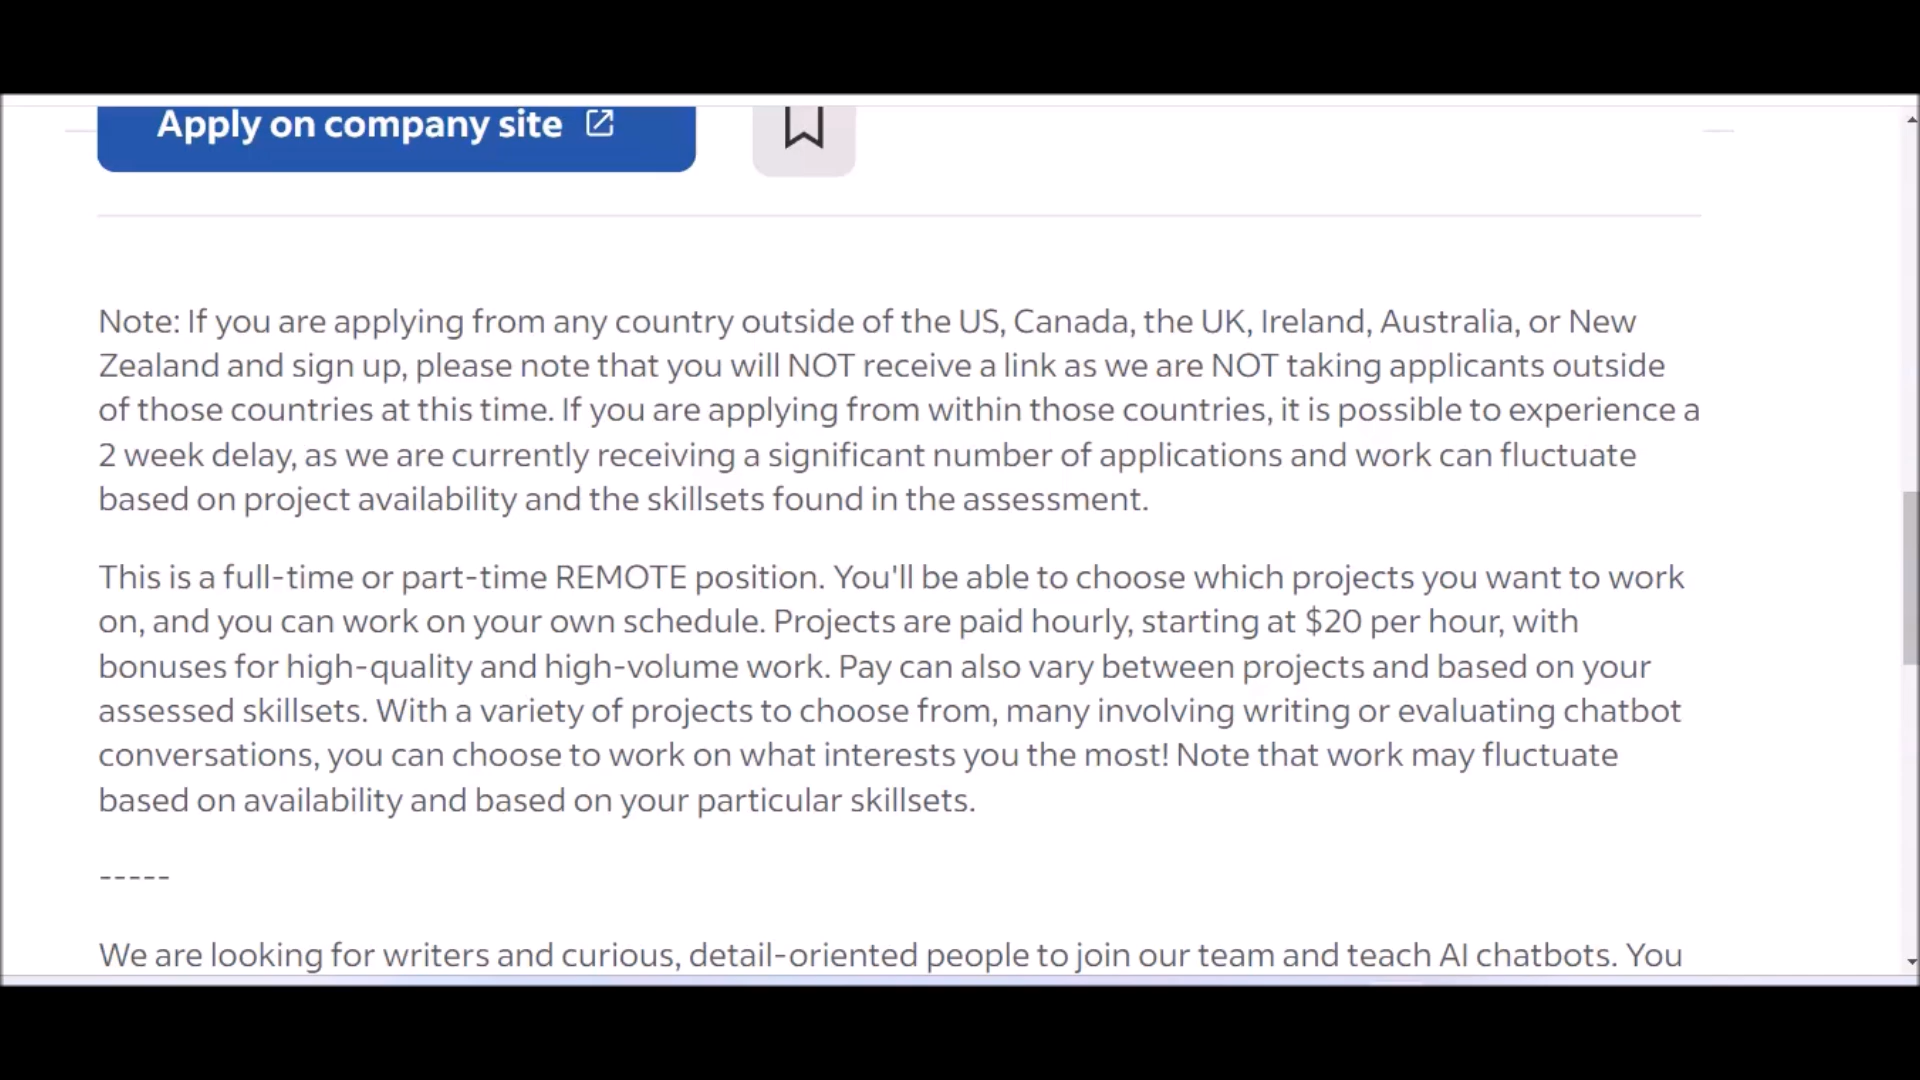 Apply on company site
Note: If you are applying from any country outside of the US, Canada, the UK, Ireland, Australia, or New
Zealand and sign up, please note that you will NOT receive a link as we are NOT taking applicants outside
of those countries at this time. If you are applying from within those countries, it is possible to experience a
2 week delay, as we are currently receiving a significant number of applications and work can fluctuate
based on project availability and the skillsets found in the assessment.
This is a full-time or part-time REMOTE position. You'll be able to choose which projects you want to work
on, and you can work on your own schedule. Projects are paid hourly, starting at $20 per hour, with
bonuses for high-quality and high-volume work. Pay can also vary between projects and based on your
assessed skillsets. With a variety of projects to choose from, many involving writing or evaluating chatbot
conversations, you can choose to work on what interests you the most! Note that work may fluctuate
based on availability and based on your particular skillsets.
-----
We are looking for writers and curious, detail-oriented people to join our team and teach AI chatbots. You